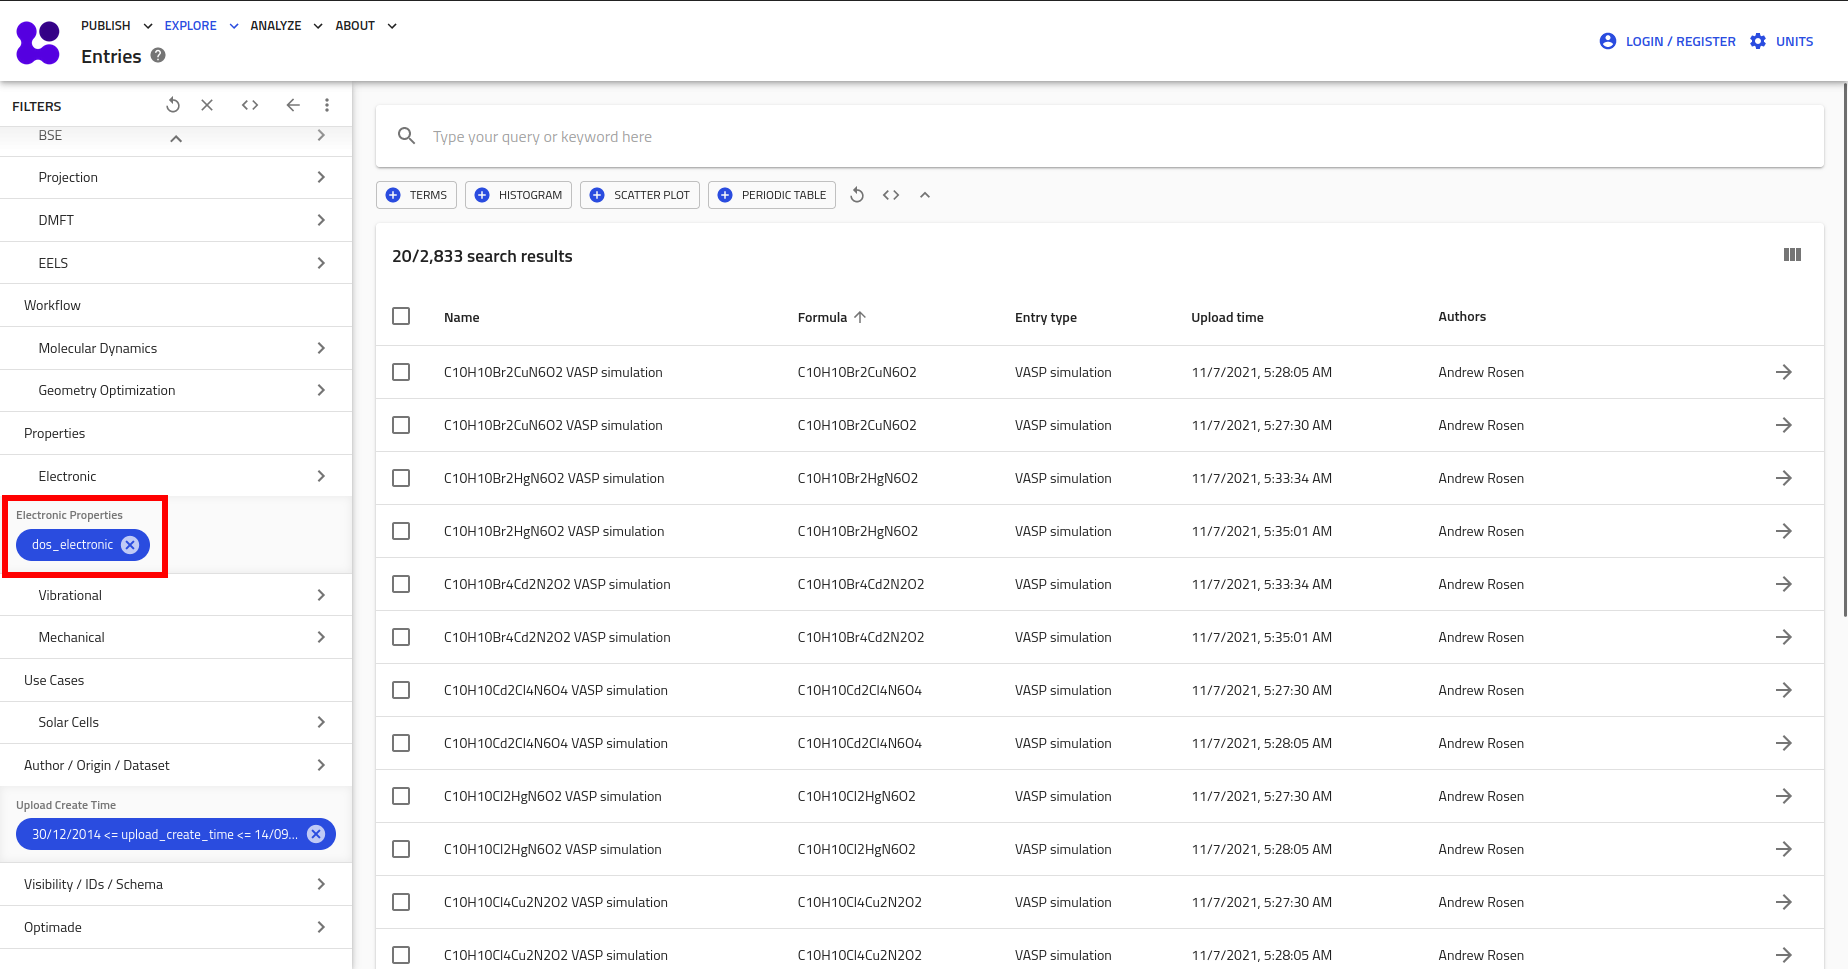 PUBLISH EXPLORE ANALYZE ABOUT
Entries
LOGIN / REGISTER UNITS
FILTERS
BSE
Projection
DMFT
EELS
Workflow
Molecular Dynamics
Geometry Optimization
Properties
Electronic
Electronic Properties
dos_electronic
Vibrational
Mechanical
Use Cases
Solar Cells
Author / Origin / Dataset
Upload Create Time
30/12/2014 <= upload_create_time <= 14/09...
Visibility / IDs / Schema
Optimade
Type your query or keyword here
TERMS HISTOGRAM SCATTER PLOT PERIODIC TABLE
20/2,833 search results
Name Formula Entry type Upload time Authors
C10H10Br2CuN6O2 VASP simulation C10H10Br2CuN6O2 VASP simulation 11/7/2021, 5:28:05 AM Andrew Rosen
C10H10Br2CuN6O2 VASP simulation C10H10Br2CuN6O2 VASP simulation 11/7/2021, 5:27:30 AM Andrew Rosen
C10H10Br2HgN6O2 VASP simulation C10H10Br2HgN6O2 VASP simulation 11/7/2021, 5:33:34 AM Andrew Rosen
C10H10Br2HgN6O2 VASP simulation C10H10Br2HgN6O2 VASP simulation 11/7/2021, 5:35:01 AM Andrew Rosen
C10H10Br4Cd2N2O2 VASP simulation C10H10Br4Cd2N2O2 VASP simulation 11/7/2021, 5:33:34 AM Andrew Rosen
C10H10Br4Cd2N2O2 VASP simulation C10H10Br4Cd2N2O2 VASP simulation 11/7/2021, 5:35:01 AM Andrew Rosen
C10H10Cd2Cl4N6O4 VASP simulation C10H10Cd2Cl4N6O4 VASP simulation 11/7/2021, 5:27:30 AM Andrew Rosen
C10H10Cd2Cl4N6O4 VASP simulation C10H10Cd2Cl4N6O4 VASP simulation 11/7/2021, 5:28:05 AM Andrew Rosen
C10H10Cl2HgN6O2 VASP simulation C10H10Cl2HgN6O2 VASP simulation 11/7/2021, 5:27:30 AM Andrew Rosen
C10H10Cl2HgN6O2 VASP simulation C10H10Cl2HgN6O2 VASP simulation 11/7/2021, 5:28:05 AM Andrew Rosen
C10H10Cl4Cu2N2O2 VASP simulation C10H10Cl4Cu2N2O2 VASP simulation 11/7/2021, 5:27:30 AM Andrew Rosen
C10H10Cl4Cu2N2O2 VASP simulation C10H10Cl4Cu2N2O2 VASP simulation 11/7/2021, 5:28:05 AM Andrew Rosen